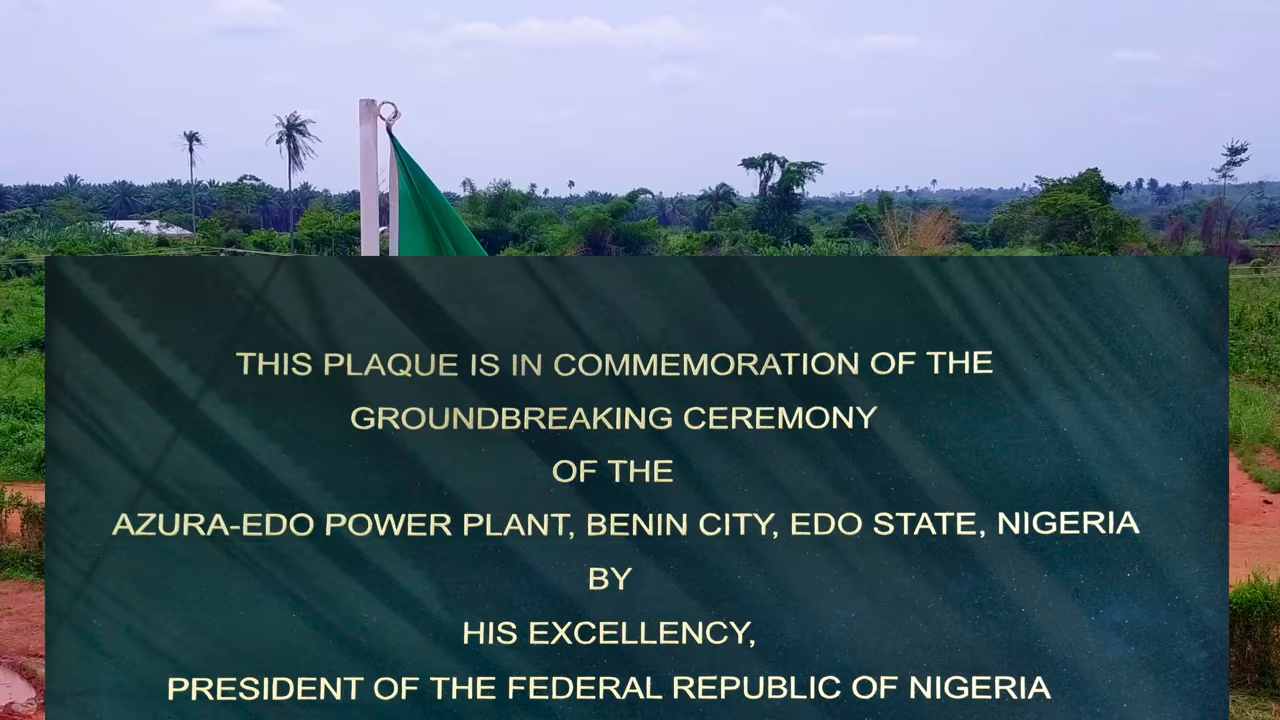 THIS PLAQUE IS IN COMMEMORATION OF THE
GROUNDBREAKING CEREMONY
OF THE
AZURA-EDO POWER PLANT, BENIN CITY, EDO STATE, NIGERIA
BY
HIS EXCELLENCY,
PRESIDENT OF THE FEDERAL REPUBLIC OF NIGERIA